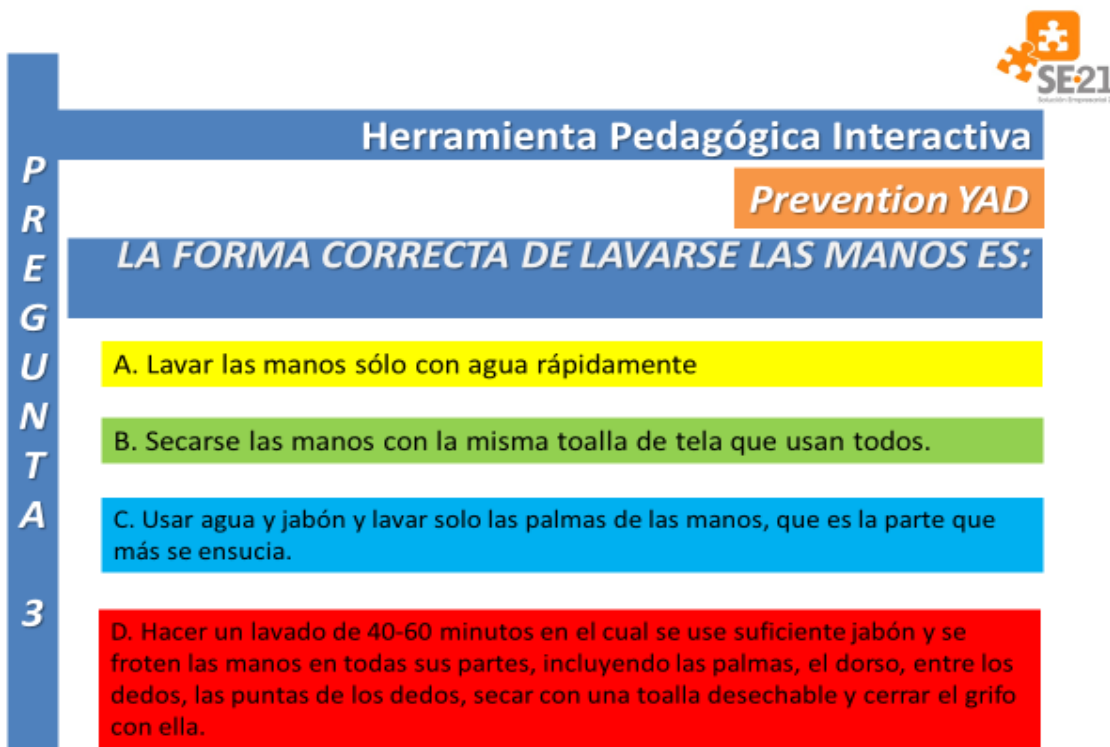 SE21
Solución Empresarial
Herramienta Pedagógica Interactiva
Prevention YAD
PREGUNTA 3
LA FORMA CORRECTA DE LAVARSE LAS MANOS ES:
A. Lavar las manos sólo con agua rápidamente
B. Secarse las manos con la misma toalla de tela que usan todos.
C. Usar agua y jabón y lavar solo las palmas de las manos, que es la parte que
más se ensucia.
D. Hacer un lavado de 40-60 minutos en el cual se use suficiente jabón y se
froten las manos en todas sus partes, incluyendo las palmas, el dorso, entre los
dedos, las puntas de los dedos, secar con una toalla desechable y cerrar el grifo
con ella.